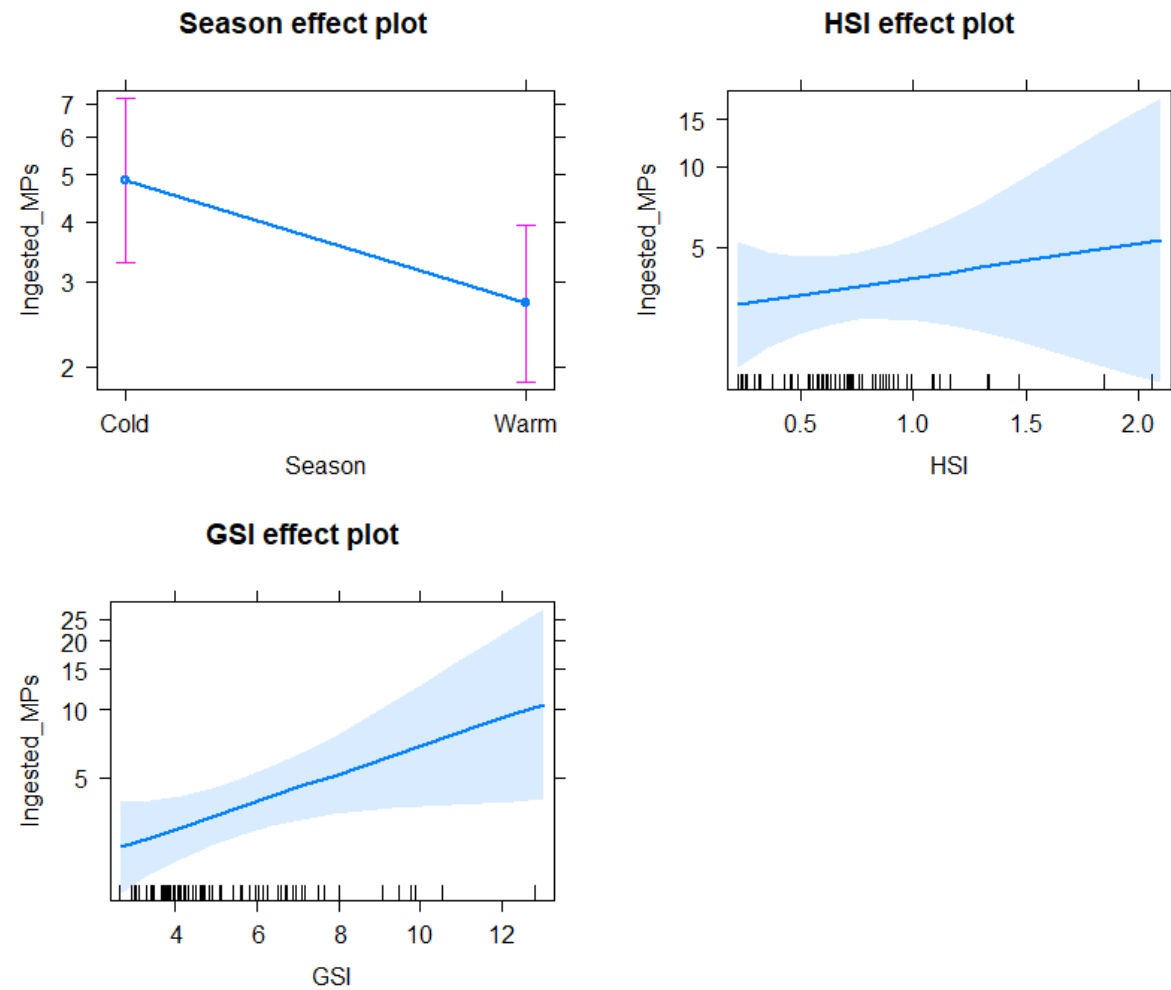 Season effect plot
Ingested_MPs
7
6
5
4
3
2
Cold Warm
Season
HSI effect plot
Ingested_MPs
15
10
5
0.5 1.0 1.5 2.0
HSI
GSI effect plot
Ingested_MPs
25
20
15
10
5
4 6 8 10 12
GSI